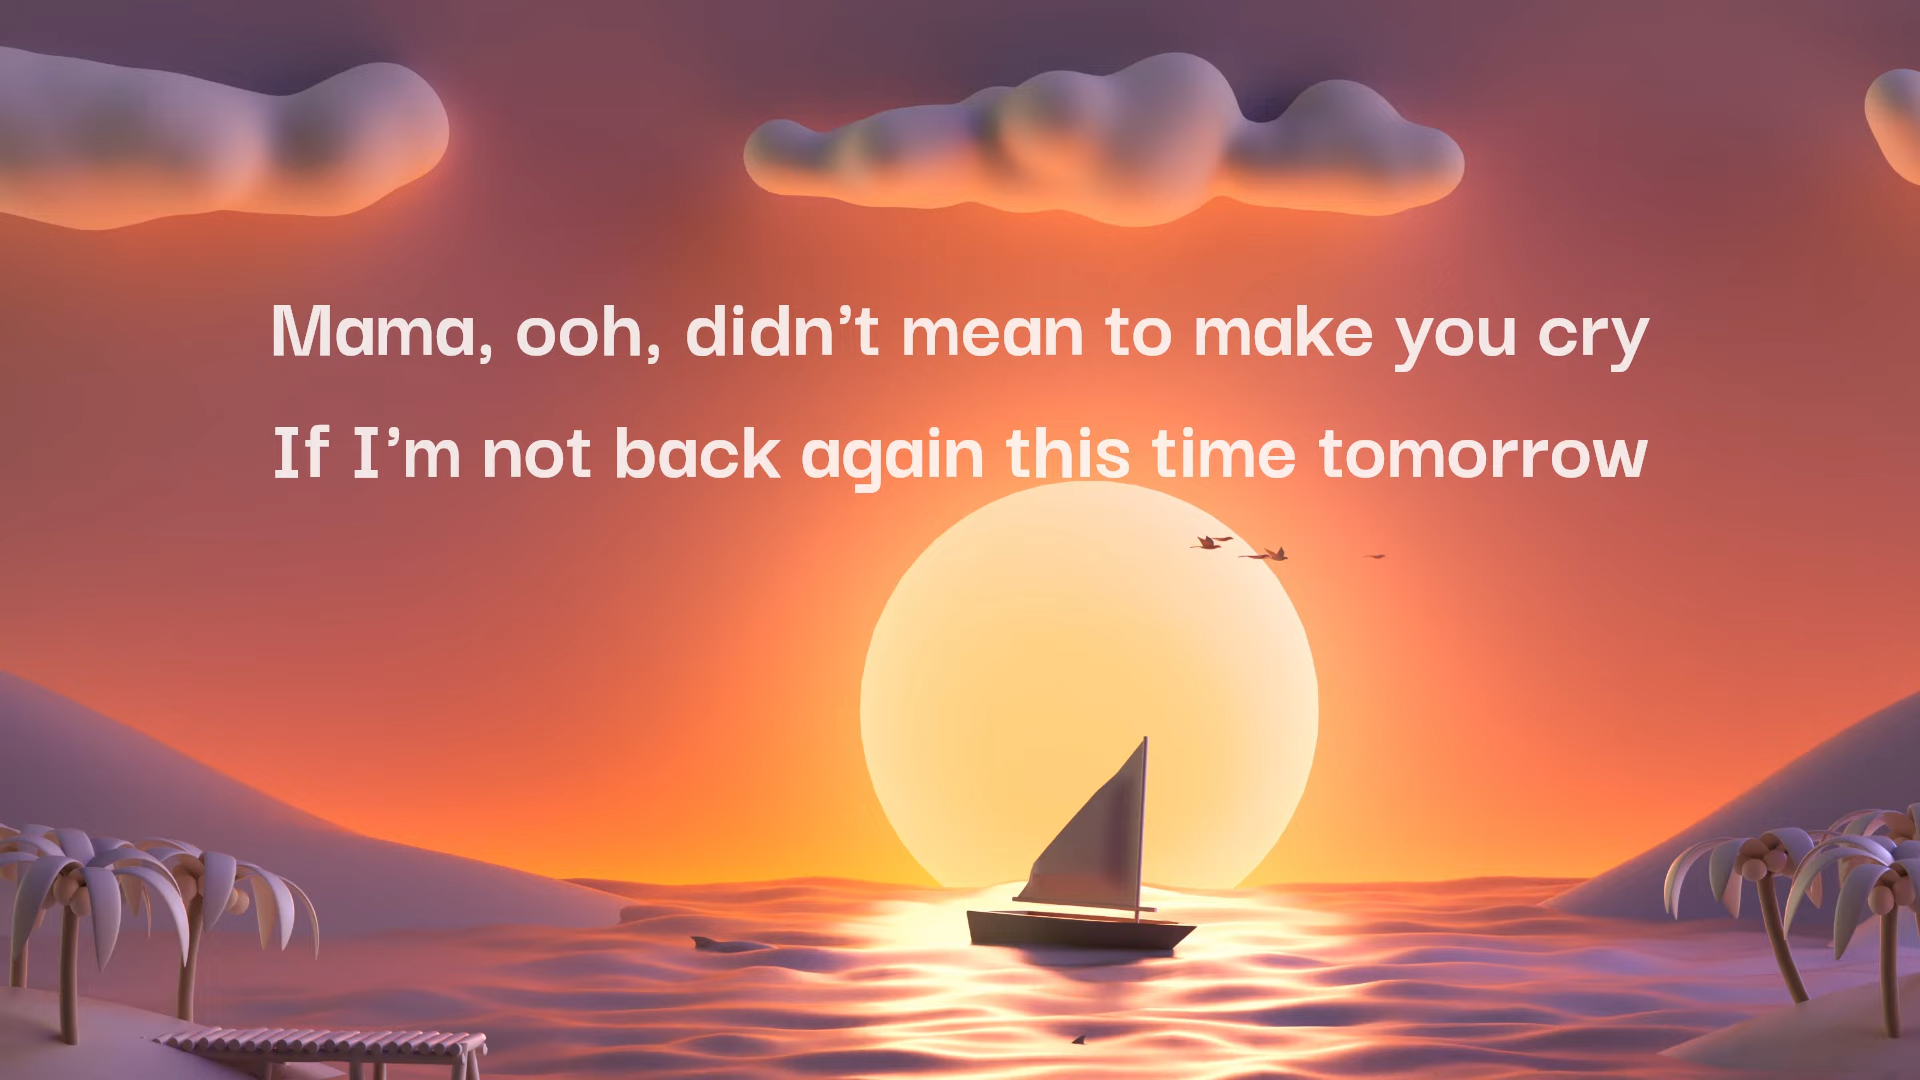 Mama, ooh, didn’t mean to make you cry
If I’m not back again this time tomorrow